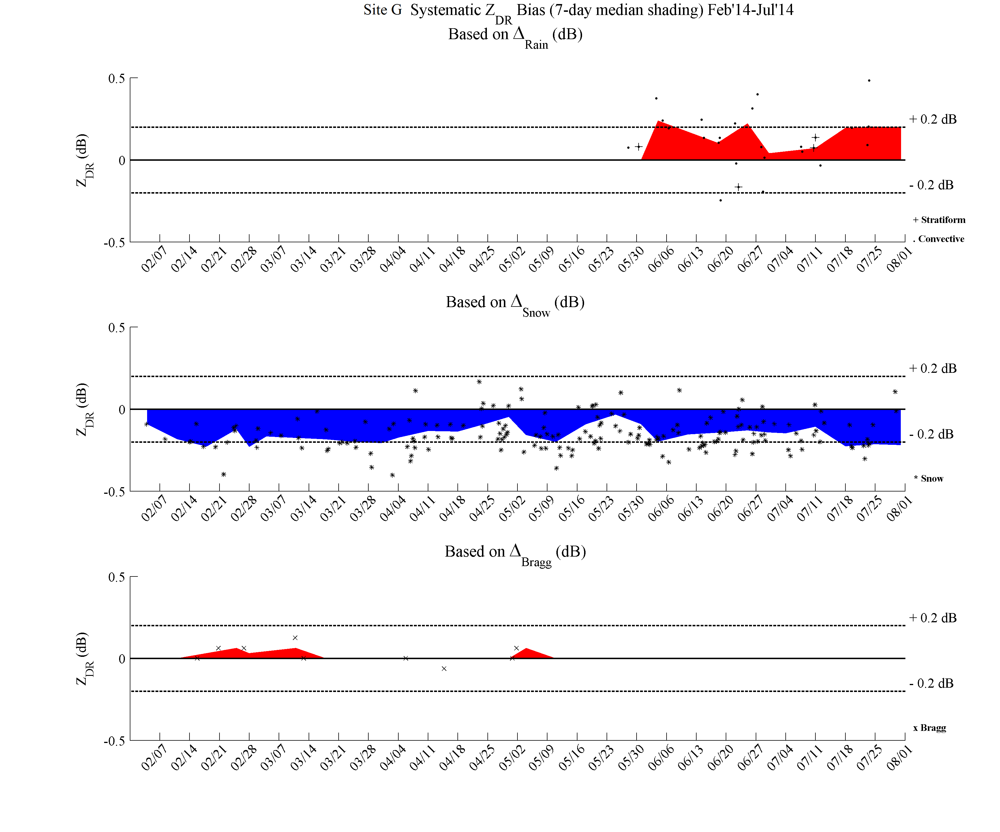 Site G Systematic Z_DR Bias (7-day median shading) Feb'14-Jul'14
Based on Δ_Rain (dB)
0.5
0
-0.5
Z_DR (dB)
+ 0.2 dB
- 0.2 dB
+ Stratiform
. Convective
02/07 02/14 02/21 02/28 03/07 03/14 03/21 03/28 04/04 04/11 04/18 04/25 05/02 05/09 05/16 05/23 05/30 06/06 06/13 06/20 06/27 07/04 07/11 07/18 07/25 08/01
Based on Δ_Snow (dB)
0.5
0
-0.5
Z_DR (dB)
+ 0.2 dB
- 0.2 dB
* Snow
02/07 02/14 02/21 02/28 03/07 03/14 03/21 03/28 04/04 04/11 04/18 04/25 05/02 05/09 05/16 05/23 05/30 06/06 06/13 06/20 06/27 07/04 07/11 07/18 07/25 08/01
Based on Δ_Bragg (dB)
0.5
0
-0.5
Z_DR (dB)
+ 0.2 dB
- 0.2 dB
x Bragg
02/07 02/14 02/21 02/28 03/07 03/14 03/21 03/28 04/04 04/11 04/18 04/25 05/02 05/09 05/16 05/23 05/30 06/06 06/13 06/20 06/27 07/04 07/11 07/18 07/25 08/01